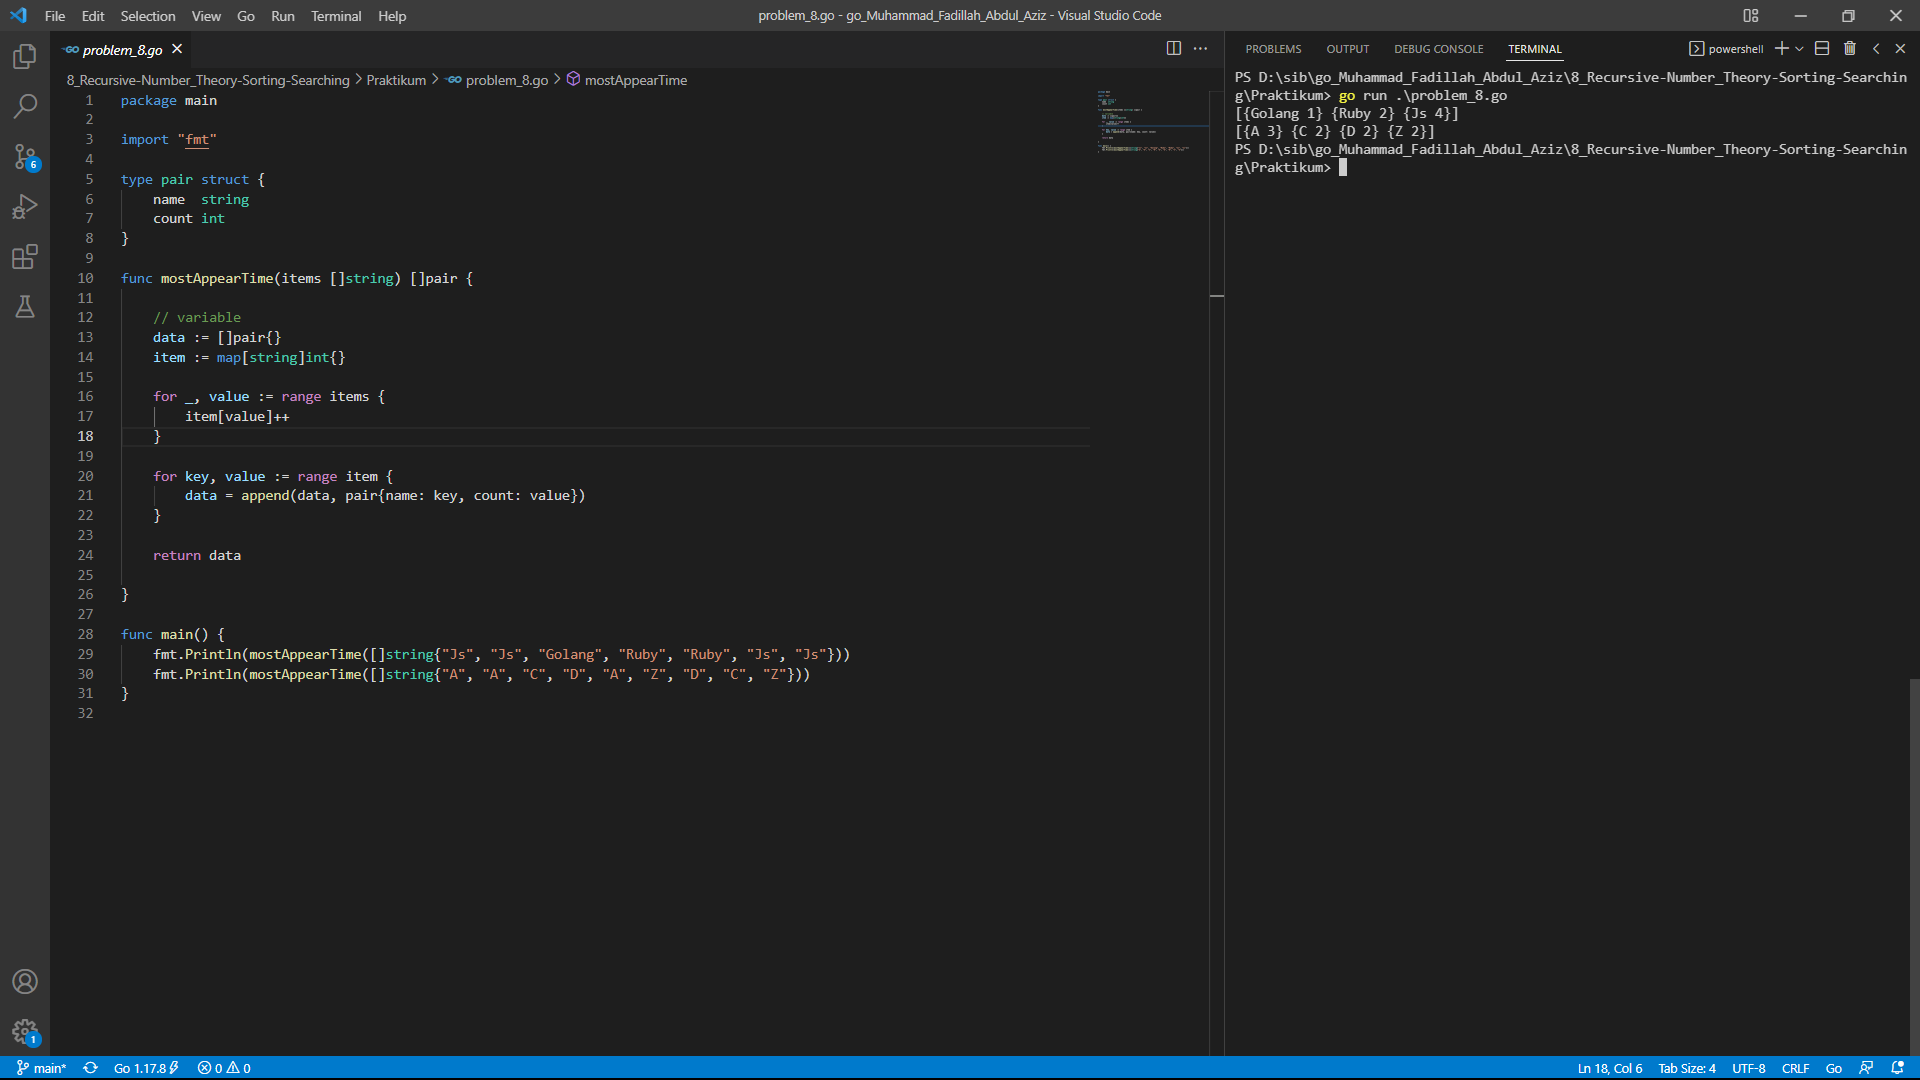 File Edit Selection View Go Run Terminal Help
problem_8.go - go_Muhammad_Fadillah_Abdul_Aziz - Visual Studio Code
problem_8.go
8_Recursive-Number_Theory-Sorting-Searching > Praktikum > problem_8.go > mostAppearTime
1 package main
2
3 import "fmt"
4
5 type pair struct {
6 name string
7 count int
8 }
9
10 func mostAppearTime(items []string) []pair {
11
12 // variable
13 data := []pair{}
14 item := map[string]int{}
15
16 for _, value := range items {
17 item[value]++
18 }
19
20 for key, value := range item {
21 data = append(data, pair{name: key, count: value})
22 }
23
24 return data
25
26 }
27
28 func main() {
29 fmt.Println(mostAppearTime([]string{"Js", "Js", "Golang", "Ruby", "Ruby", "Js", "Js"}))
30 fmt.Println(mostAppearTime([]string{"A", "A", "C", "D", "A", "Z", "D", "C", "Z"}))
31 }
32
PROBLEMS OUTPUT DEBUG CONSOLE TERMINAL powershell
PS D:\sib\go_Muhammad_Fadillah_Abdul_Aziz\8_Recursive-Number_Theory-Sorting-Searchin
g\Praktikum> go run .\problem_8.go
[{Golang 1} {Ruby 2} {Js 4}]
[{A 3} {C 2} {D 2} {Z 2}]
PS D:\sib\go_Muhammad_Fadillah_Abdul_Aziz\8_Recursive-Number_Theory-Sorting-Searchin
g\Praktikum>
6
1
main* Go 1.17.8 0 0 Ln 18, Col 6 Tab Size: 4 UTF-8 CRLF Go